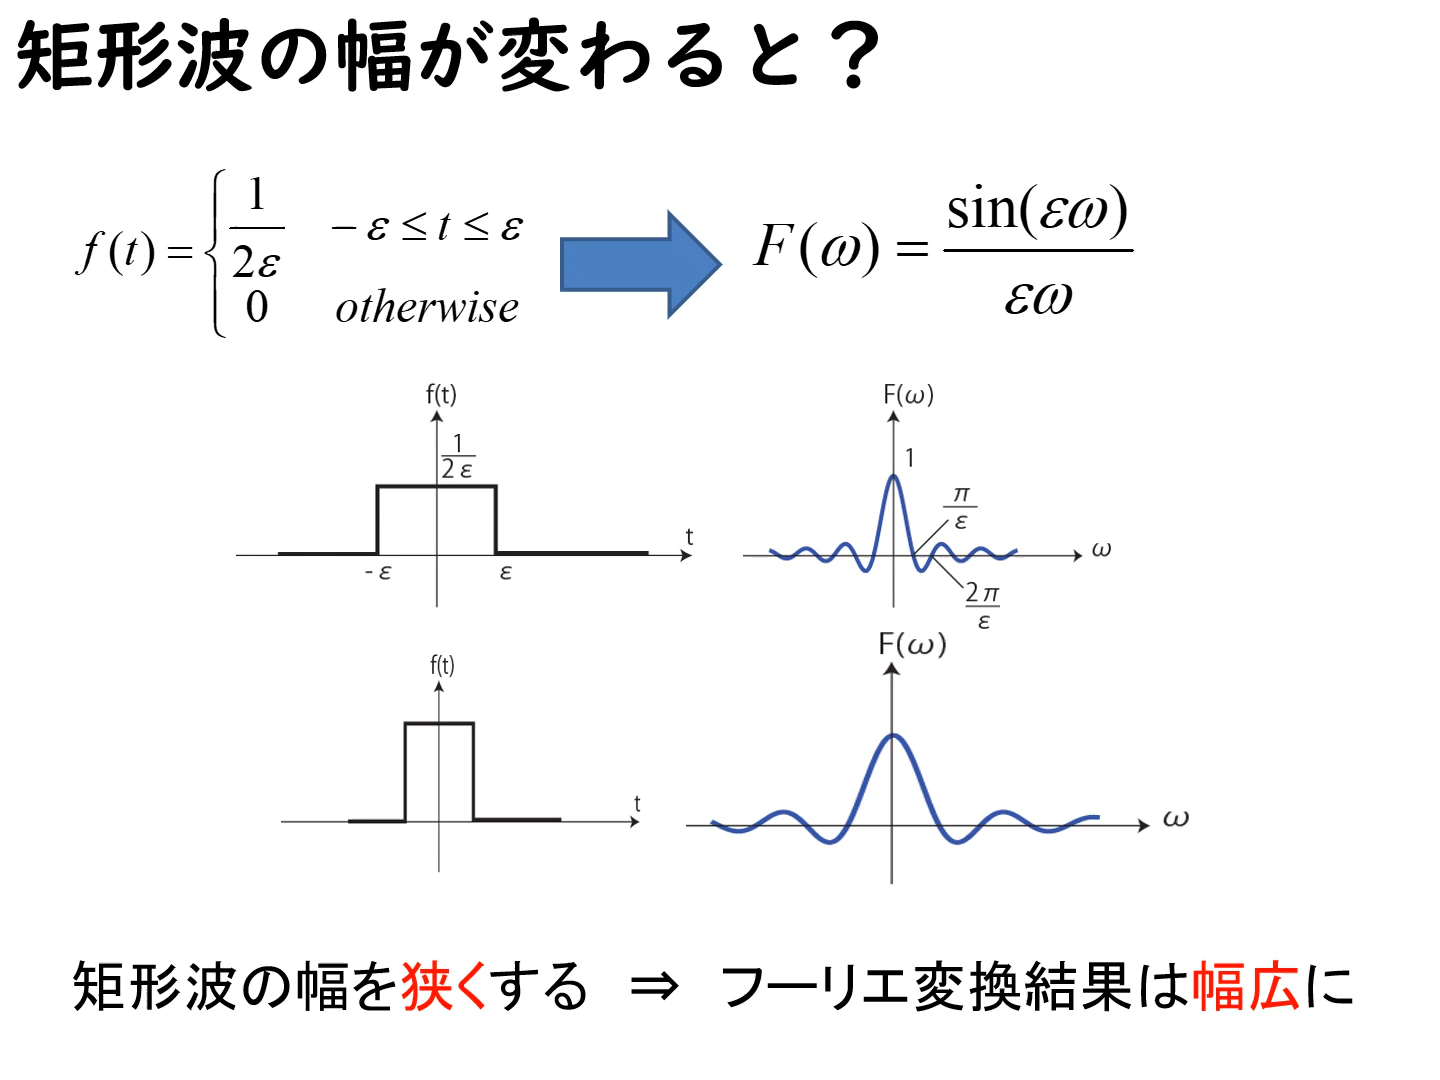 矩形波の幅が変わると？
f(t) = { 1/2ε  −ε ≤ t ≤ ε
0  otherwise
F(ω) = sin(εω)/εω
f(t)
1/2ε
t
-ε
ε
F(ω)
1
π/ε
ω
2π/ε
f(t)
t
F(ω)
ω
矩形波の幅を狭くする ⇒ フーリエ変換結果は幅広に